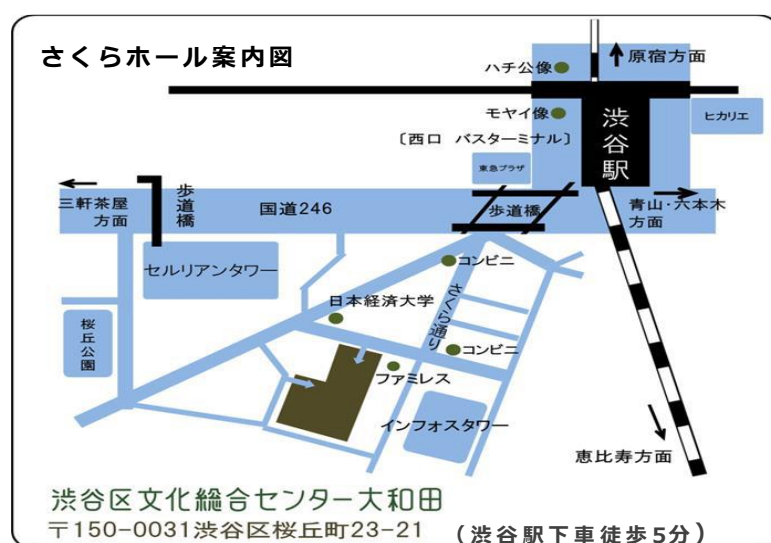 さくらホール案内図
原宿方面
ハチ公像
モヤイ像
〔西口 バスターミナル〕
渋谷駅
ヒカリエ
東急プラザ
三軒茶屋
方面
歩道橋
国道246
歩道橋
青山・六本木
方面
セルリアンタワー
コンビニ
さくら通り
日本経済大学
桜丘公園
コンビニ
ファミレス
インフォスタワー
恵比寿方面
渋谷区文化総合センター大和田
〒150-0031渋谷区桜丘町23-21 (渋谷駅下車徒歩5分)